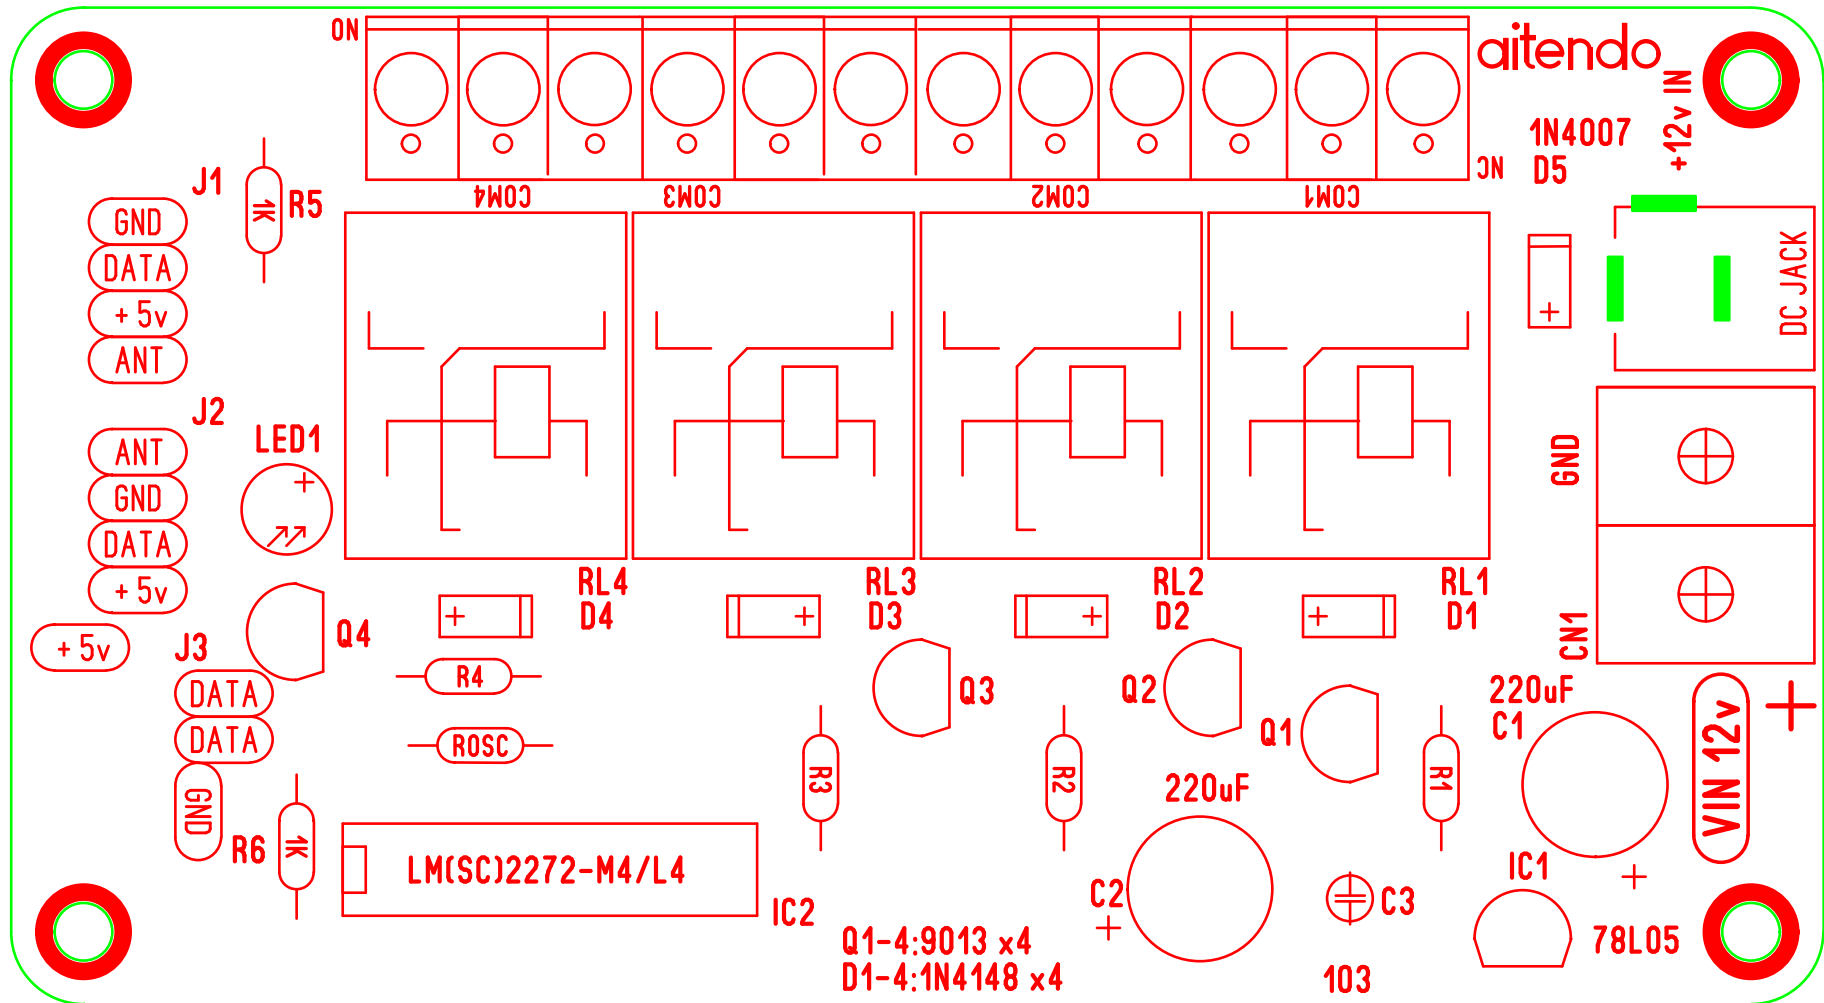 NO
aitendo
+12v IN
1N4007
D5
NC
COM4
COM3
COM2
COM1
J1
R5
1K
GND
DATA
+5v
ANT
DC JACK
J2
LED1
ANT
GND
DATA
+5v
GND
CN1
RL4
D4
RL3
D3
RL2
D2
RL1
D1
+5v
J3
Q4
DATA
DATA
GND
R4
ROSC
Q3
Q2
Q1
R3
R2
R1
220uF
C1
VIN 12v
+
220uF
R6
1K
LM(SC)2272-M4/L4
IC2
C2
+
C3
103
IC1
+
78L05
Q1-4:9013 x4
D1-4:1N4148 x4